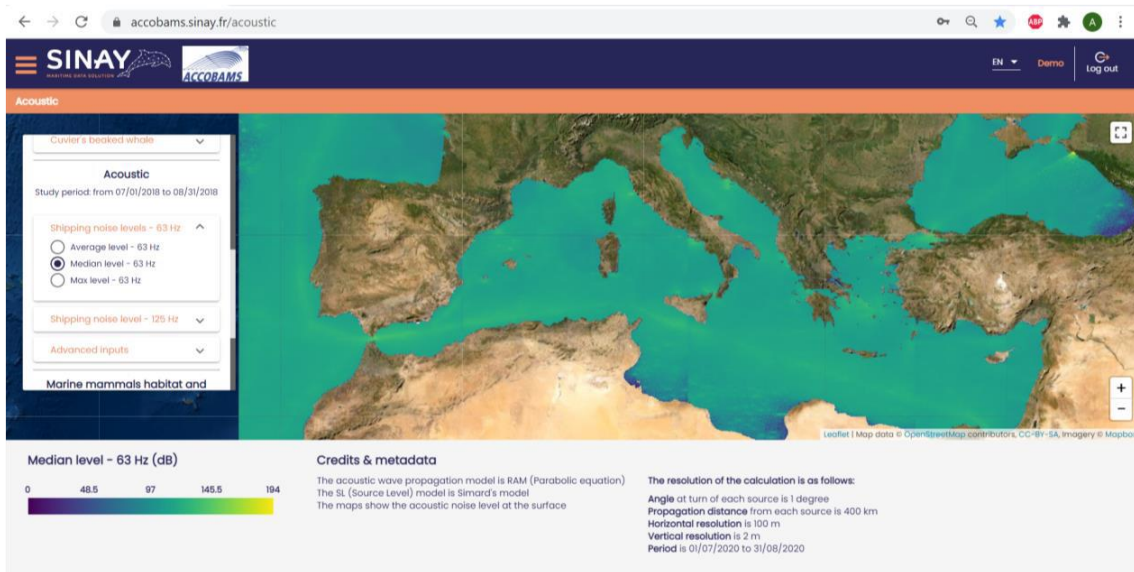 accobams.sinay.fr/acoustic
ABP
A
SINAY
MARITIME DATA SOLUTION
ACCOBAMS
EN
Demo
Log out
Acoustic
Cuvier's beaked whale
Acoustic
Study period: from 07/01/2018 to 08/31/2018
Shipping noise levels - 63 Hz
Average level - 63 Hz
Median level - 63 Hz
Max level - 63 Hz
Shipping noise level - 125 Hz
Advanced inputs
Marine mammals habitat and
+
−
Leaflet | Map data © OpenStreetMap contributors, CC-BY-SA, Imagery © Mapbox
Median level - 63 Hz (dB)
0 48.5 97 145.5 194
Credits & metadata
The acoustic wave propagation model is RAM (Parabolic equation)
The SL (Source Level) model is Simard's model
The maps show the acoustic noise level at the surface
The resolution of the calculation is as follows:
Angle at turn of each source is 1 degree
Propagation distance from each source is 400 km
Horizontal resolution is 100 m
Vertical resolution is 2 m
Period is 01/07/2020 to 31/08/2020